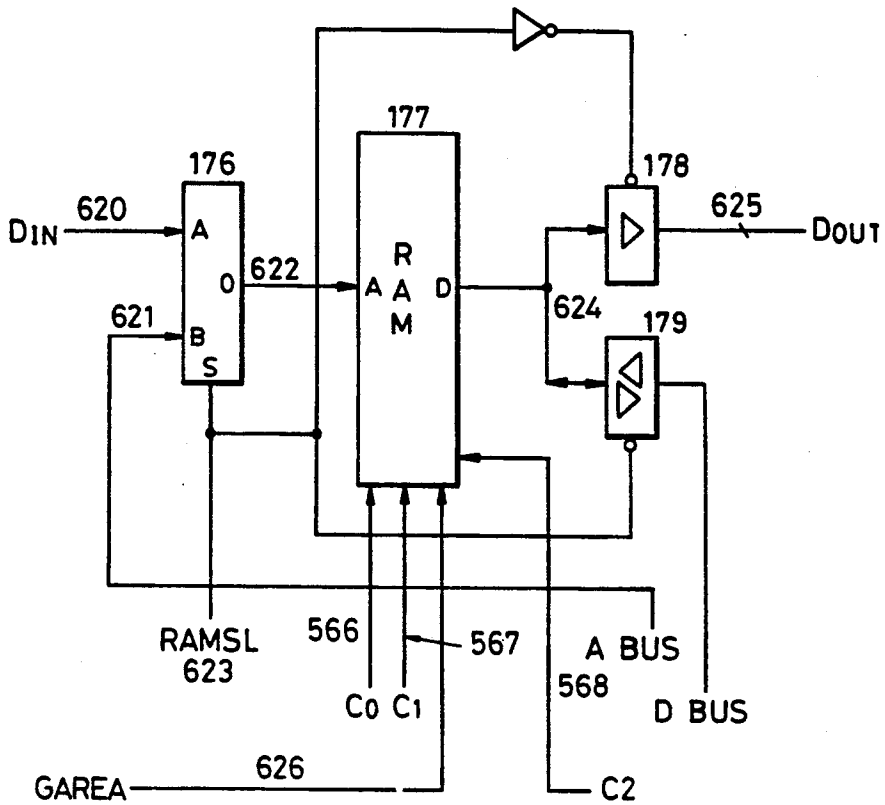 177
176
178
DIN
620
A
625
DOUT
R
A
M
O
622
A
D
624
621
B
S
179
RAMSL
623
566
567
A BUS
568
C0 C1
D BUS
GAREA
626
C2